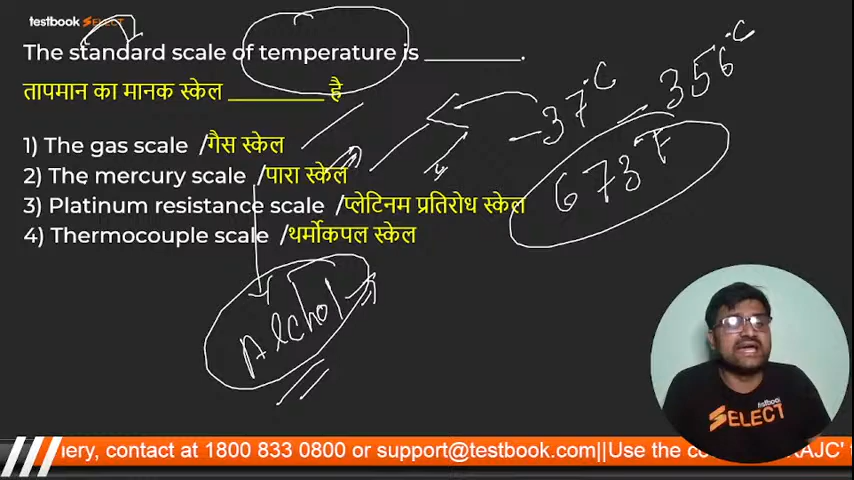 testbook SELECT
The standard scale of temperature is ________.
तापमान का मानक स्केल ________ है
1) The gas scale /गैस स्केल
2) The mercury scale /पारा स्केल
3) Platinum resistance scale /प्लेटिनम प्रतिरोध स्केल
4) Thermocouple scale /थर्मोकपल स्केल
-37°C - 356°C
Alchol
testbook
SELECT
iery, contact at 1800 833 0800 or support@testbook.com||Use the co